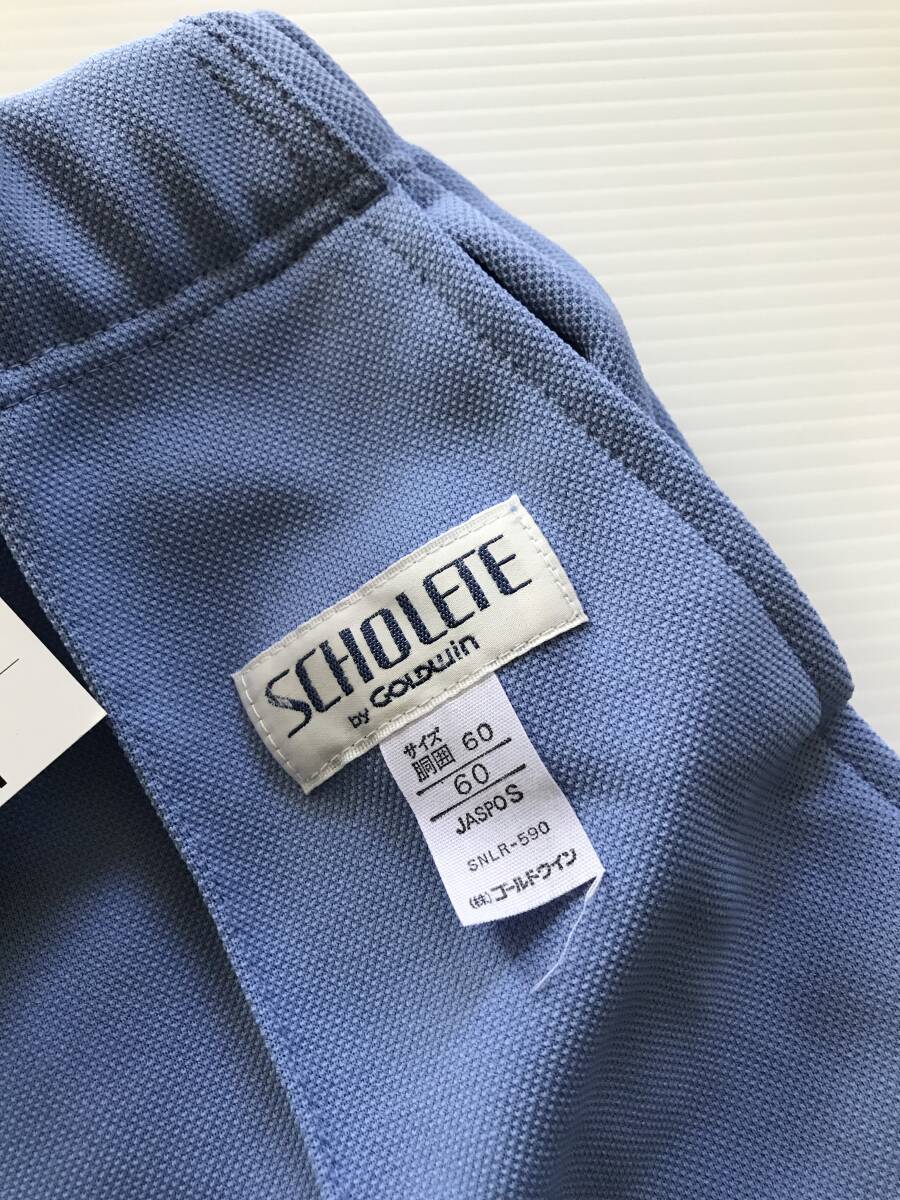 SCHOLETE
by GOLDWIN
サイズ
胴囲 60
60
JASPO S
SNLR-590
(株)ゴールドウイン